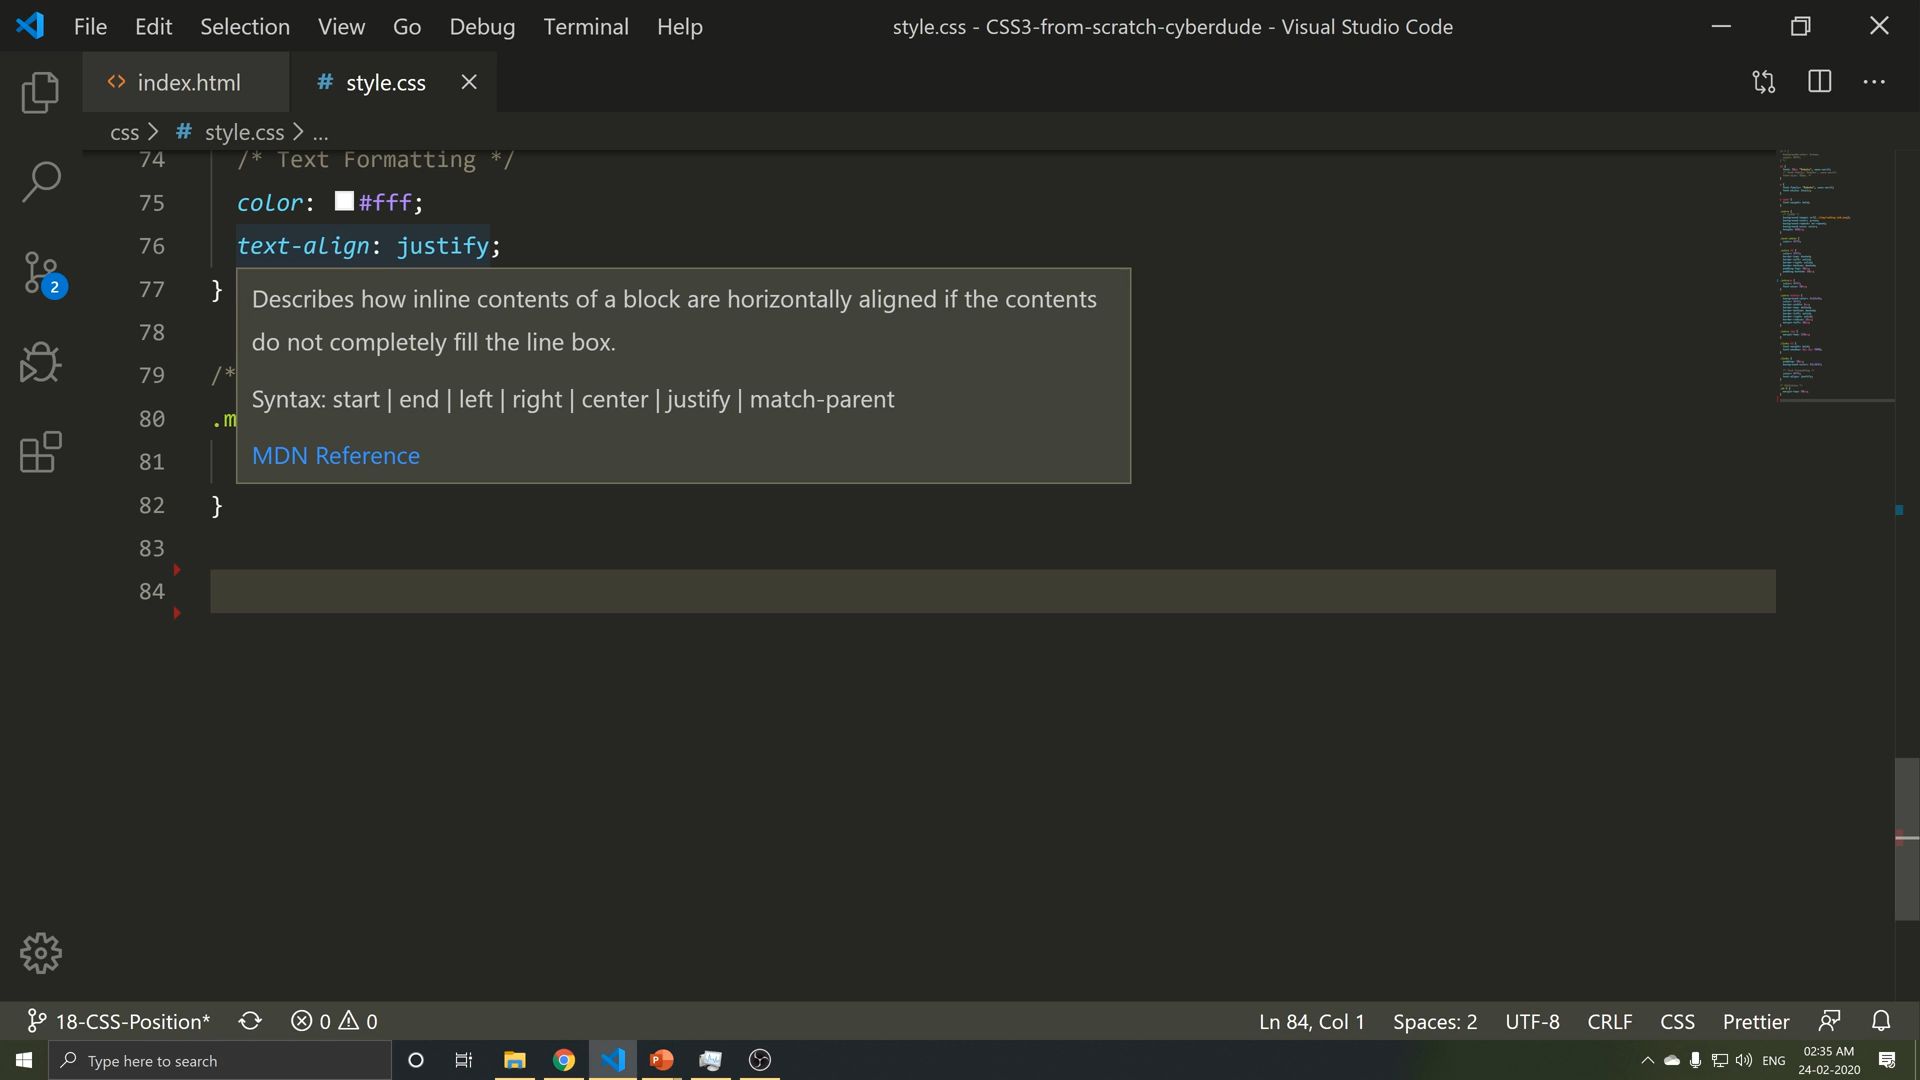 File Edit Selection View Go Debug Terminal Help style.css - CSS3-from-scratch-cyberdude - Visual Studio Code
<> index.html # style.css
css > # style.css > ...
74 /* Text Formatting */
75 color: #fff;
76 text-align: justify;
77 }
Describes how inline contents of a block are horizontally aligned if the contents
78 do not completely fill the line box.
79 /*
Syntax: start | end | left | right | center | justify | match-parent
80 .m
81
MDN Reference
82 }
83
84
2
18-CSS-Position* 0 0 Ln 84, Col 1 Spaces: 2 UTF-8 CRLF CSS Prettier
Type here to search
ENG
02:35 AM
24-02-2020